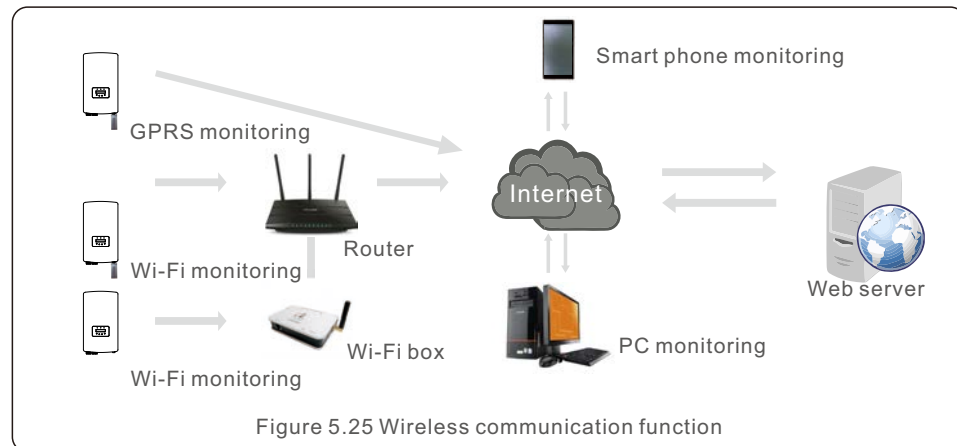 Smart phone monitoring
GPRS monitoring
Internet
Router
Wi-Fi monitoring
Web server
Wi-Fi box
PC monitoring
Wi-Fi monitoring
Figure 5.25 Wireless communication function